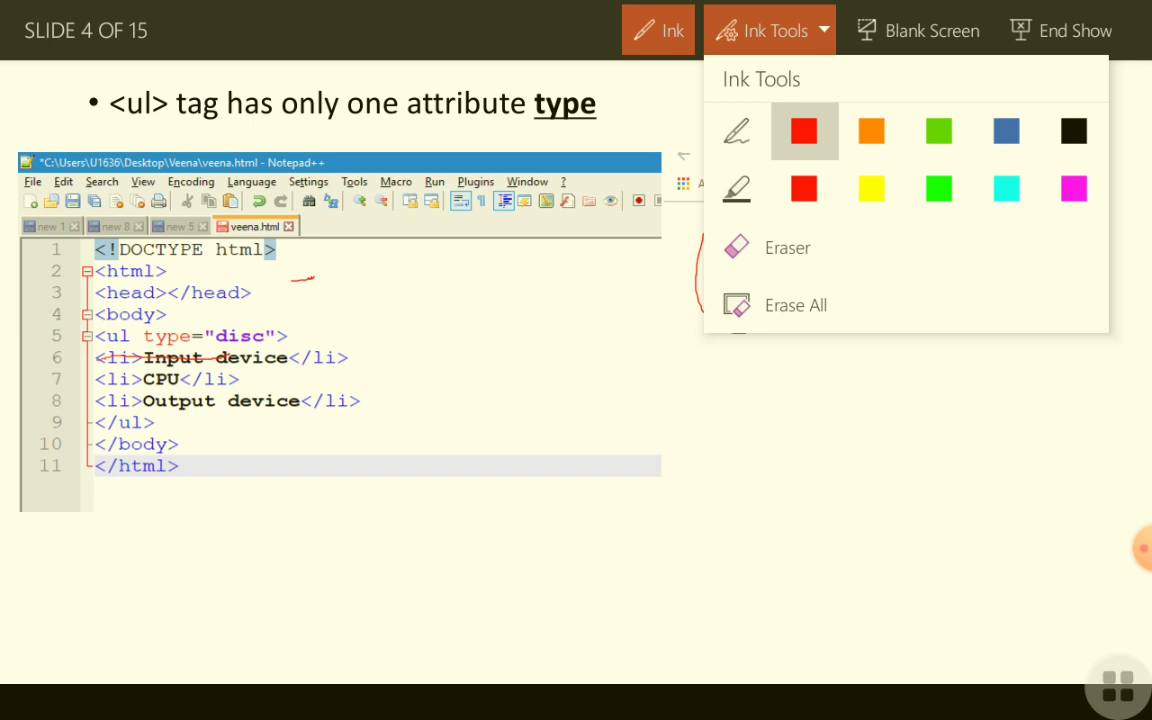 SLIDE 4 OF 15
Ink
Ink Tools
Blank Screen
End Show
Ink Tools
Eraser
Erase All
• <ul> tag has only one attribute type
*C:\Users\U1636\Desktop\Veena\veena.html - Notepad++
File Edit Search View Encoding Language Settings Tools Macro Run Plugins Window ?
new 1 new 8 new 5 veena.html
1 <!DOCTYPE html>
2 <html>
3 <head></head>
4 <body>
5 <ul type="disc">
6 <li>Input device</li>
7 <li>CPU</li>
8 <li>Output device</li>
9 </ul>
10 </body>
11 </html>